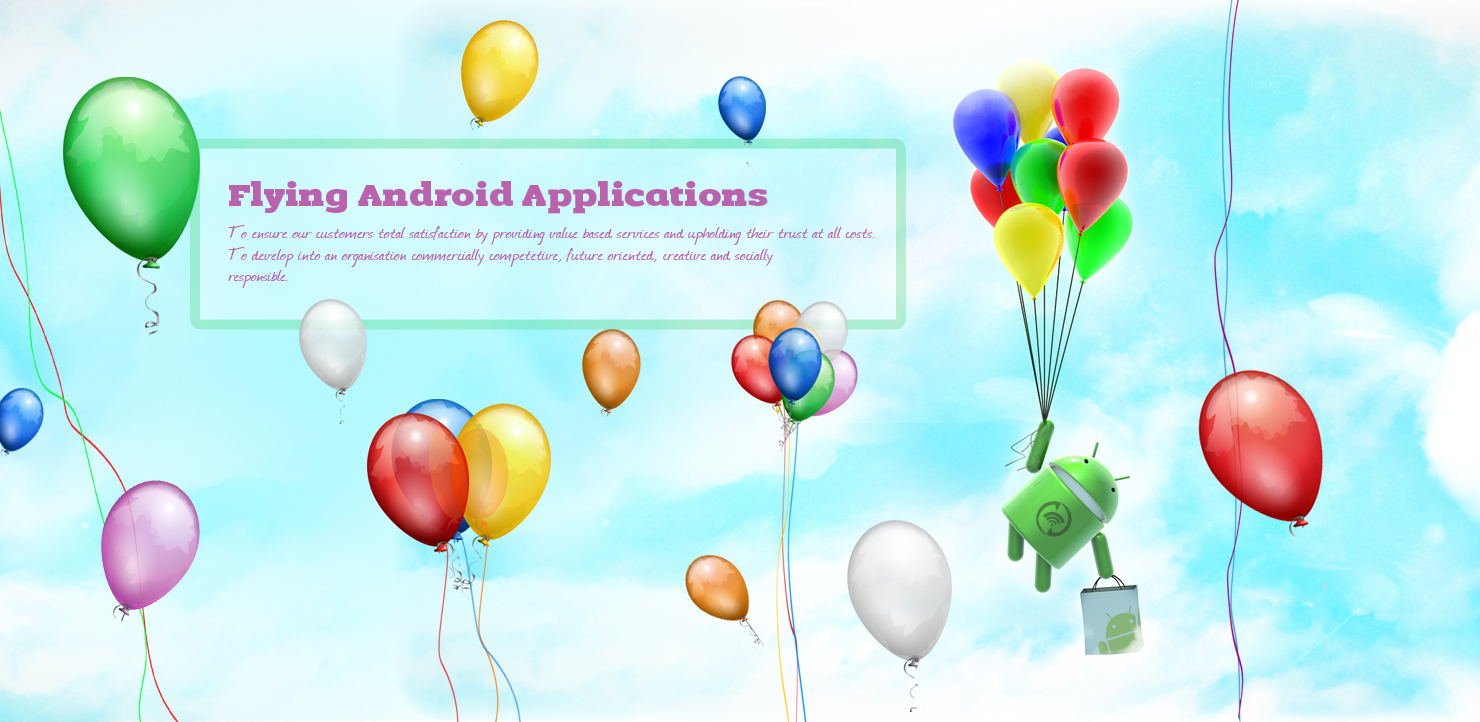 Flying Android Applications
To ensure our customers total satisfaction by providing value based services and upholding their trust at all costs.
To develop into an organisation commercially competetive, future oriented, creative and socially
responsible.